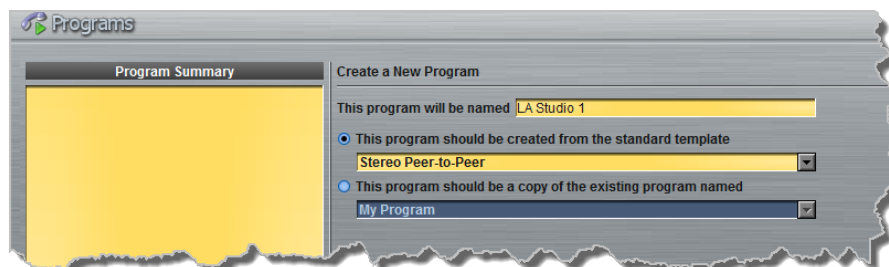 Programs
Program Summary
Create a New Program
This program will be named LA Studio 1
This program should be created from the standard template
Stereo Peer-to-Peer
This program should be a copy of the existing program named
My Program